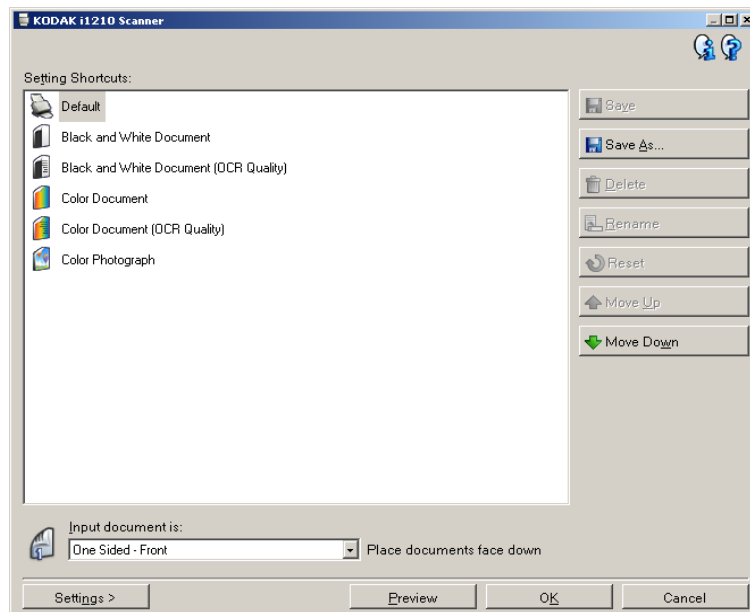 KODAK i1210 Scanner
Setting Shortcuts:
Default
Black and White Document
Black and White Document (OCR Quality)
Color Document
Color Document (OCR Quality)
Color Photograph
Save
Save As...
Delete
Rename
Reset
Move Up
Move Down
Input document is:
One Sided - Front
Place documents face down
Settings >
Preview
OK
Cancel